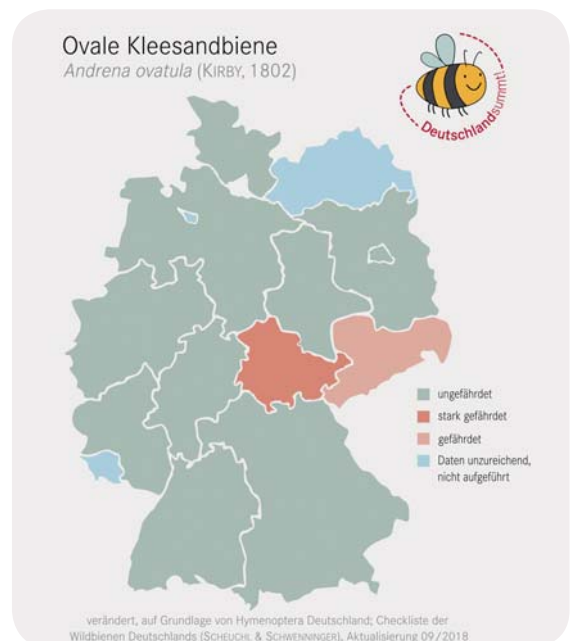 Ovale Kleesandbiene
Andrena ovatula (KIRBY, 1802)
Deutschlandsummt!
ungefährdet
stark gefährdet
gefährdet
Daten unzureichend,
nicht aufgeführt
verändert, auf Grundlage von Hymenoptera Deutschland; Checkliste der
Wildbienen Deutschlands (SCHEUCHL & SCHWENNINGER), Aktualisierung 09/2018